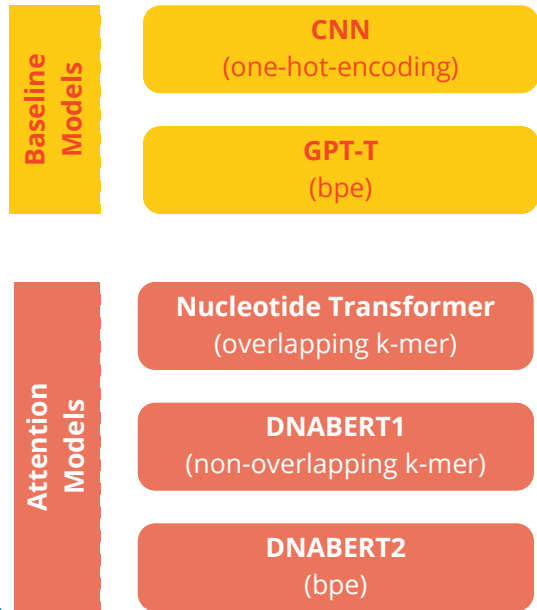 Baseline
Models
CNN
(one-hot-encoding)
GPT-T
(bpe)
Attention
Models
Nucleotide Transformer
(overlapping k-mer)
DNABERT1
(non-overlapping k-mer)
DNABERT2
(bpe)